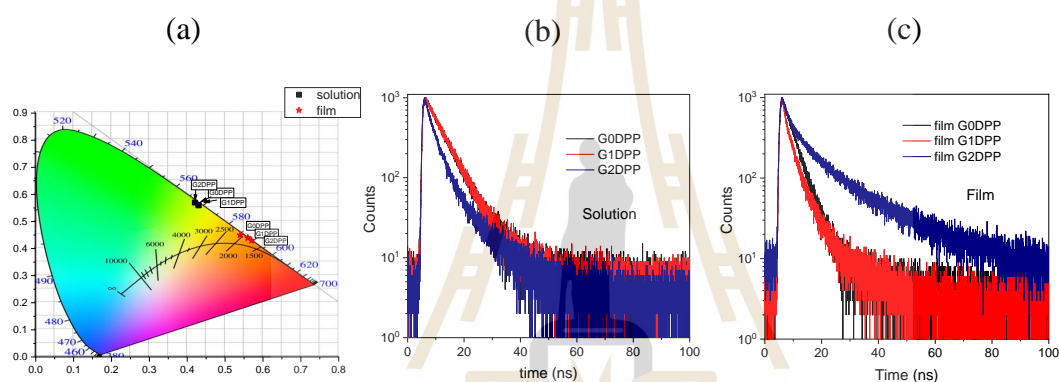 (a)
(b)
(c)
solution
film
0.9
0.8
0.7
0.6
0.5
0.4
0.3
0.2
0.1
0.0
0.0 0.1 0.2 0.3 0.4 0.5 0.6 0.7 0.8
520
540
560
580
600
620
700
490
480
470
460
G2DPP
G0DPP
G1DPP
G0DPP
G1DPP
G2DPP
10000
6000
4000
3000
2500
2000
1500
∞
10³
10²
10¹
10⁰
Counts
G0DPP
G1DPP
G2DPP
Solution
0 20 40 60 80 100
time (ns)
10³
10²
10¹
10⁰
Counts
film G0DPP
film G1DPP
film G2DPP
Film
0 20 40 60 80 100
Time (ns)